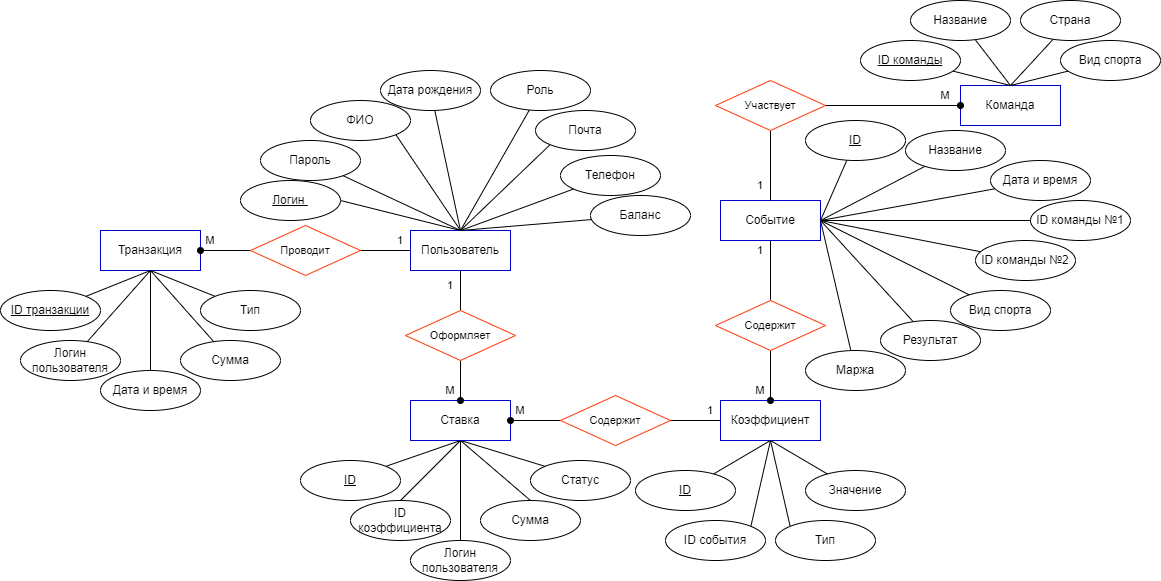 Название
Страна
ID команды
Вид спорта
M
Команда
Участвует
Дата рождения
Роль
ФИО
Почта
ID
Название
Пароль
Телефон
Дата и время
1
Логин
Баланс
Событие
ID команды №1
M
Транзакция
Проводит
1
Пользователь
1
ID команды №2
1
ID транзакции
Тип
Вид спорта
Оформляет
Содержит
Результат
Логин
пользователя
Сумма
Маржа
Дата и время
M
M
Ставка
M
Содержит
1
Коэффициент
ID
Статус
ID
Значение
ID
коэффициента
Сумма
ID события
Тип
Логин
пользователя